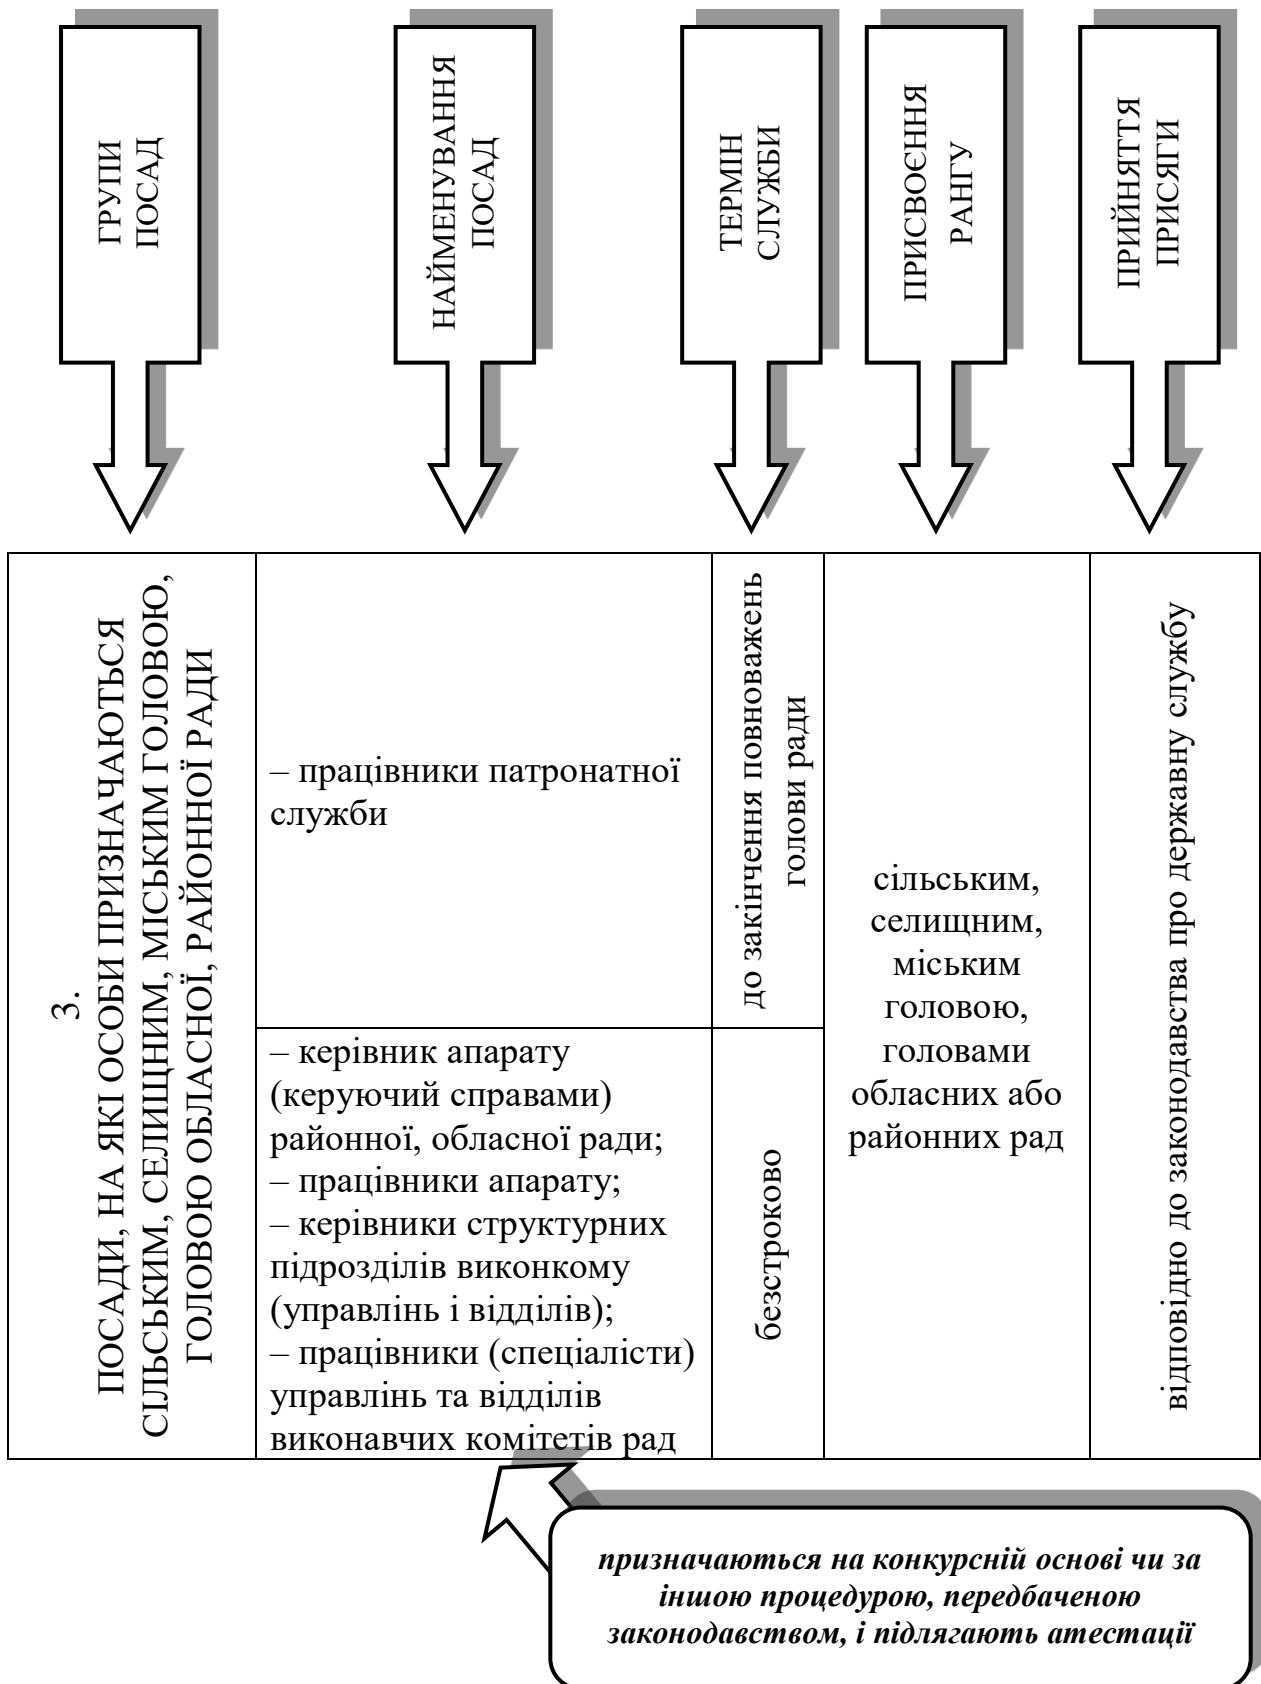 ГРУПИ
ПОСАД
НАЙМЕНУВАННЯ
ПОСАД
ТЕРМІН
СЛУЖБИ
ПРИСВОЄННЯ
РАНГУ
ПРИЙНЯТТЯ
ПРИСЯГИ
3.
ПОСАДИ, НА ЯКІ ОСОБИ ПРИЗНАЧАЮТЬСЯ
СІЛЬСЬКИМ, СЕЛИЩНИМ, МІСЬКИМ ГОЛОВОЮ,
ГОЛОВОЮ ОБЛАСНОЇ, РАЙОННОЇ РАДИ
– працівники патронатної
служби
до закінчення повноважень
голови ради
– керівник апарату
(керуючий справами)
районної, обласної ради;
– працівники апарату;
– керівники структурних
підрозділів виконкому
(управлінь і відділів);
– працівники (спеціалісти)
управлінь та відділів
виконавчих комітетів рад
безстроково
сільським,
селищним,
міським
головою,
головами
обласних або
районних рад
відповідно до законодавства про державну службу
призначаються на конкурсній основі чи за
іншою процедурою, передбаченою
законодавством, і підлягають атестації